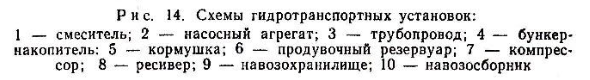 Рис. 14. Схемы гидротранспортных установок:
1 — смеситель; 2 — насосный агрегат; 3 — трубопровод; 4 — бункер-
накопитель: 5 — кормушка; 6 — продувочный резервуар; 7 — компрес-
сор; 8 — ресивер; 9 — навозохранилище; 10 — навозосборник